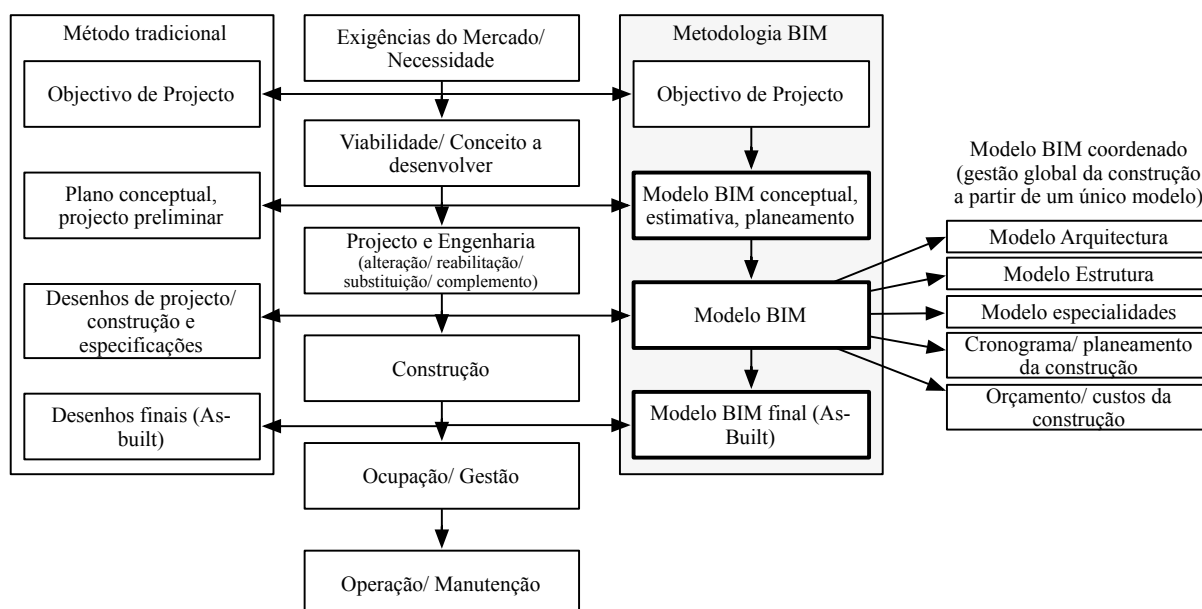 Método tradicional
Objectivo de Projecto
Plano conceptual,
projecto preliminar
Desenhos de projecto/
construção e
especificações
Desenhos finais (As-
built)
Exigências do Mercado/
Necessidade
Viabilidade/ Conceito a
desenvolver
Projecto e Engenharia
(alteração/ reabilitação/
substituição/ complemento)
Construção
Ocupação/ Gestão
Operação/ Manutenção
Metodologia BIM
Objectivo de Projecto
Modelo BIM conceptual,
estimativa, planeamento
Modelo BIM
Modelo BIM final (As-
Built)
Modelo BIM coordenado
(gestão global da construção
a partir de um único modelo)
Modelo Arquitectura
Modelo Estrutura
Modelo especialidades
Cronograma/ planeamento
da construção
Orçamento/ custos da
construção